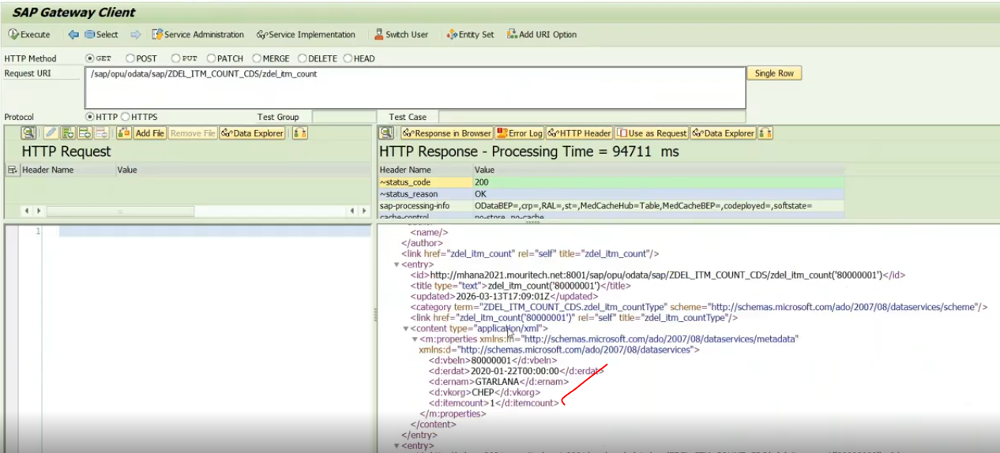 SAP Gateway Client
Execute Select Service Administration Service Implementation Switch User Entity Set Add URI Option
HTTP Method GET POST PUT PATCH MERGE DELETE HEAD
Request URI /sap/opu/odata/sap/ZDEL_ITM_COUNT_CDS/zdel_itm_count Single Row
Protocol HTTP HTTPS Test Group Test Case
Add File Remove File Data Explorer Response in Browser Error Log HTTP Header Use as Request Data Explorer
HTTP Request HTTP Response - Processing Time = 94711 ms
Header Name Value Header Name Value
~status_code 200
~status_reason OK
sap-processing-info ODataBEP=,crp=,RAL=,st=,MedCacheHub=Table,MedCacheBEP=,codeployed=,softstate=
cache-control no-store, no-cache
1 <name/>
</author>
<link href="zdel_itm_count" rel="self" title="zdel_itm_count"/>
<entry>
<id>http://mhana2021.mouritech.net:8001/sap/opu/odata/sap/ZDEL_ITM_COUNT_CDS/zdel_itm_count('80000001')</id>
<title type="text">zdel_itm_count('80000001')</title>
<updated>2026-03-13T17:09:01Z</updated>
<category term="ZDEL_ITM_COUNT_CDS.zdel_itm_countType" scheme="http://schemas.microsoft.com/ado/2007/08/dataservices/scheme"/>
<link href="zdel_itm_count('80000001')" rel="self" title="zdel_itm_countType"/>
<content type="application/xml">
<m:properties xmlns:m="http://schemas.microsoft.com/ado/2007/08/dataservices/metadata"
xmlns:d="http://schemas.microsoft.com/ado/2007/08/dataservices">
<d:vbeln>80000001</d:vbeln>
<d:erdat>2020-01-22T00:00:00</d:erdat>
<d:ernam>GTARLANA</d:ernam>
<d:vkorg>CHEP</d:vkorg>
<d:itemcount>1</d:itemcount>
</m:properties>
</content>
</entry>
<entry>